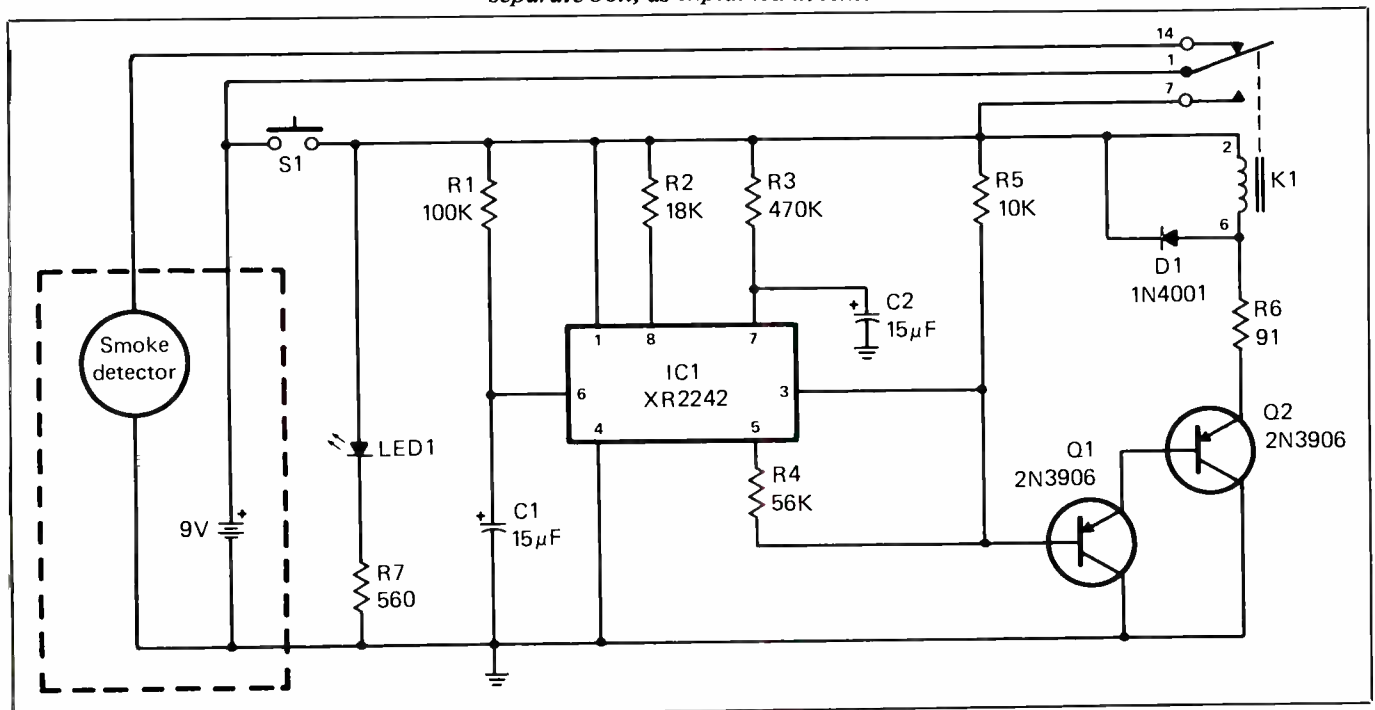 separate box, as explained in text.
14
1
7
S1
R1
100K
R2
18K
R3
470K
R5
10K
2
K1
6
D1
1N4001
C2
15µF
R6
91
Smoke
detector
1
8
7
IC1
XR2242
6
3
4
5
LED1
Q2
2N3906
Q1
2N3906
R4
56K
9V
+
C1
15µF
+
+
R7
560